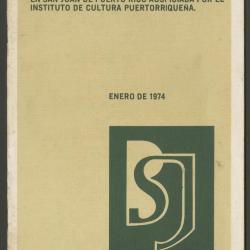 EN SAN JUAN DE PUERTO RICO AUSPICIADA POR EL
INSTITUTO DE CULTURA PUERTORRIQUEÑA.
ENERO DE 1974